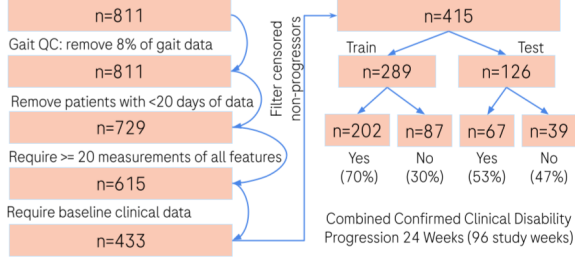 n=811
Gait QC: remove 8% of gait data
n=811
Remove patients with <20 days of data
n=729
Require >= 20 measurements of all features
n=615
Require baseline clinical data
n=433
Filter censored
non-progressors
n=415
Train Test
n=289 n=126
n=202 n=87 n=67 n=39
Yes No Yes No
(70%) (30%) (53%) (47%)
Combined Confirmed Clinical Disability
Progression 24 Weeks (96 study weeks)